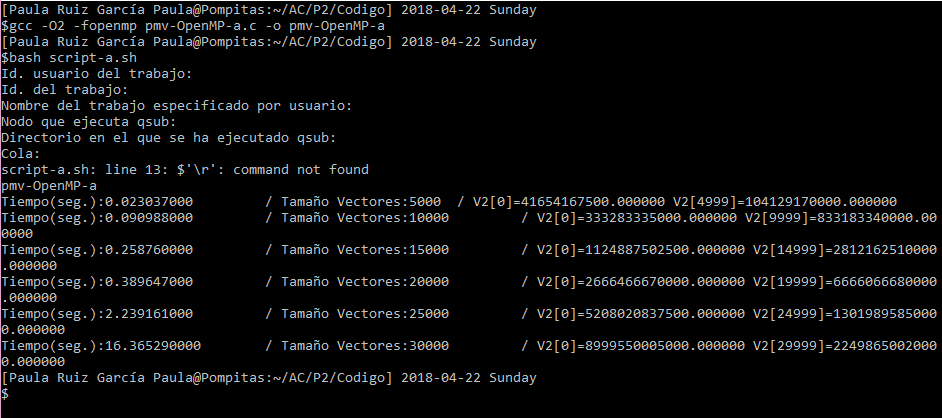 [Paula Ruiz García Paula@Pompitas:~/AC/P2/Codigo] 2018-04-22 Sunday
$gcc -O2 -fopenmp pmv-OpenMP-a.c -o pmv-OpenMP-a
[Paula Ruiz García Paula@Pompitas:~/AC/P2/Codigo] 2018-04-22 Sunday
$bash script-a.sh
Id. usuario del trabajo:
Id. del trabajo:
Nombre del trabajo especificado por usuario:
Nodo que ejecuta qsub:
Directorio en el que se ha ejecutado qsub:
Cola:
script-a.sh: line 13: $'\r': command not found
pmv-OpenMP-a
Tiempo(seg.):0.023037000         / Tamaño Vectores:5000  / V2[0]=41654167500.000000 V2[4999]=104129170000.000000
Tiempo(seg.):0.090988000         / Tamaño Vectores:10000         / V2[0]=333283335000.000000 V2[9999]=833183340000.00
0000
Tiempo(seg.):0.258760000         / Tamaño Vectores:15000         / V2[0]=1124887502500.000000 V2[14999]=2812162510000
.000000
Tiempo(seg.):0.389647000         / Tamaño Vectores:20000         / V2[0]=2666466670000.000000 V2[19999]=6666066680000
.000000
Tiempo(seg.):2.239161000         / Tamaño Vectores:25000         / V2[0]=5208020837500.000000 V2[24999]=1301989585000
0.000000
Tiempo(seg.):16.365290000        / Tamaño Vectores:30000         / V2[0]=8999550005000.000000 V2[29999]=2249865002000
0.000000
[Paula Ruiz García Paula@Pompitas:~/AC/P2/Codigo] 2018-04-22 Sunday
$